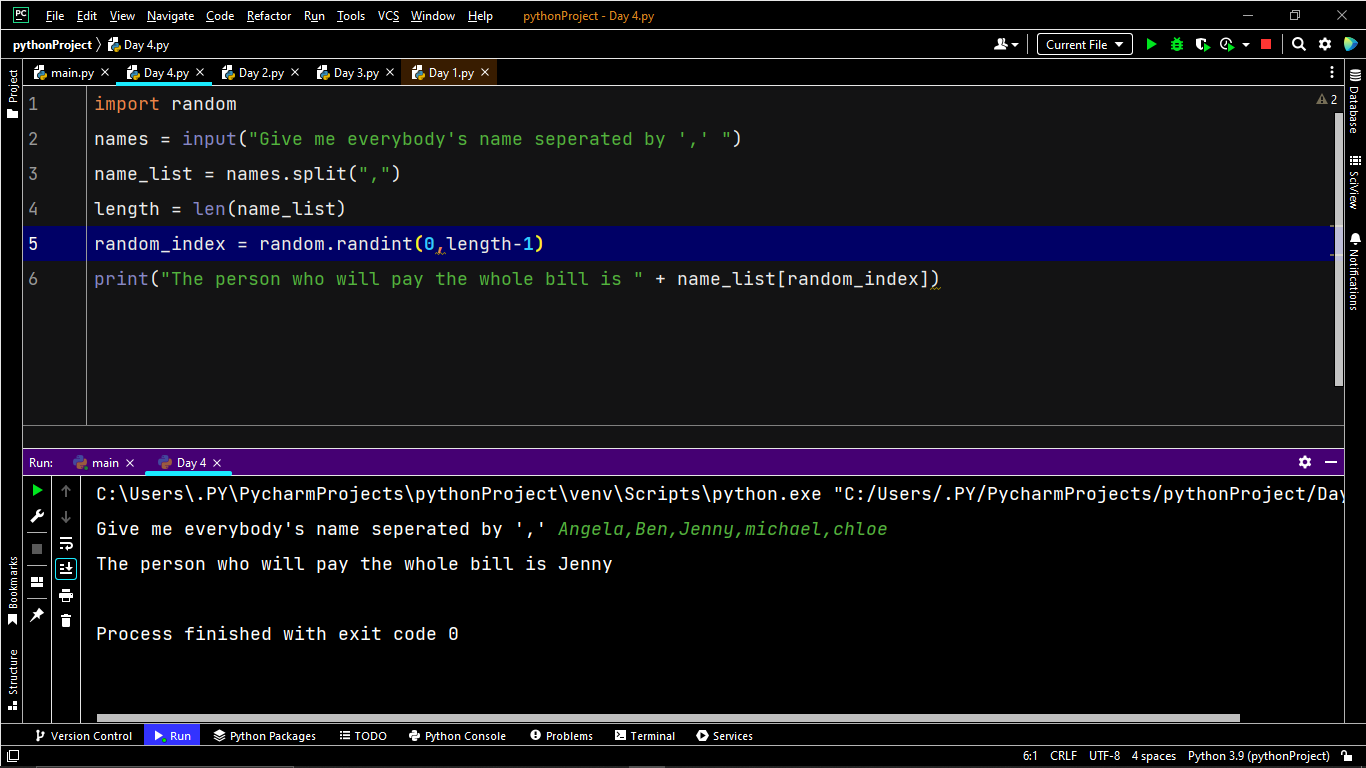 PC File Edit View Navigate Code Refactor Run Tools VCS Window Help pythonProject - Day 4.py
pythonProject Day 4.py Current File
main.py Day 4.py Day 2.py Day 3.py Day 1.py
Project
Database
SciView
Notifications
2
1 import random
2 names = input("Give me everybody's name seperated by ',' ")
3 name_list = names.split(",")
4 length = len(name_list)
5 random_index = random.randint(0,length-1)
6 print("The person who will pay the whole bill is " + name_list[random_index])
Run: main Day 4
C:\Users\.PY\PycharmProjects\pythonProject\venv\Scripts\python.exe "C:/Users/.PY/PycharmProjects/pythonProject/Day
Give me everybody's name seperated by ',' Angela,Ben,Jenny,michael,chloe
The person who will pay the whole bill is Jenny
Process finished with exit code 0
Bookmarks
Structure
Version Control Run Python Packages TODO Python Console Problems Terminal Services
6:1 CRLF UTF-8 4 spaces Python 3.9 (pythonProject)